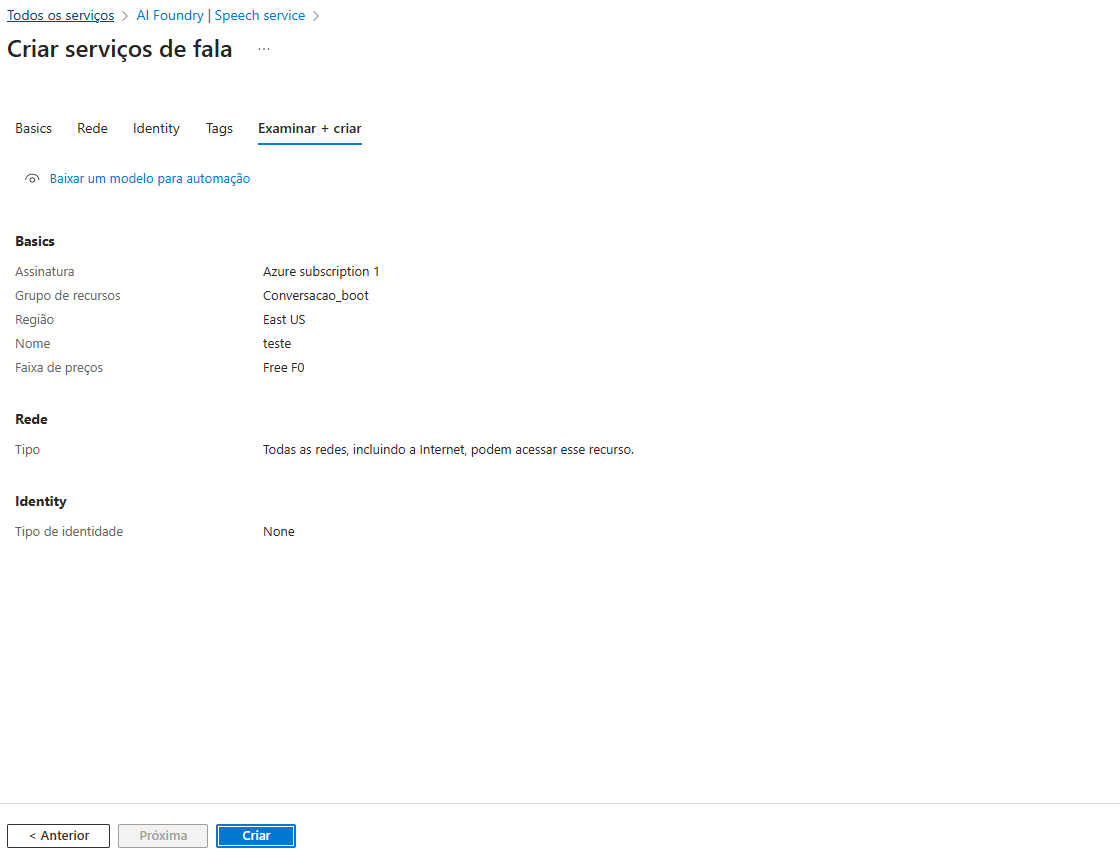 Todos os serviços > AI Foundry | Speech service >
Criar serviços de fala ...
Basics Rede Identity Tags Examinar + criar
Baixar um modelo para automação
Basics
Assinatura Azure subscription 1
Grupo de recursos Conversacao_boot
Região East US
Nome teste
Faixa de preços Free F0
Rede
Tipo Todas as redes, incluindo a Internet, podem acessar esse recurso.
Identity
Tipo de identidade None
< Anterior Próxima Criar